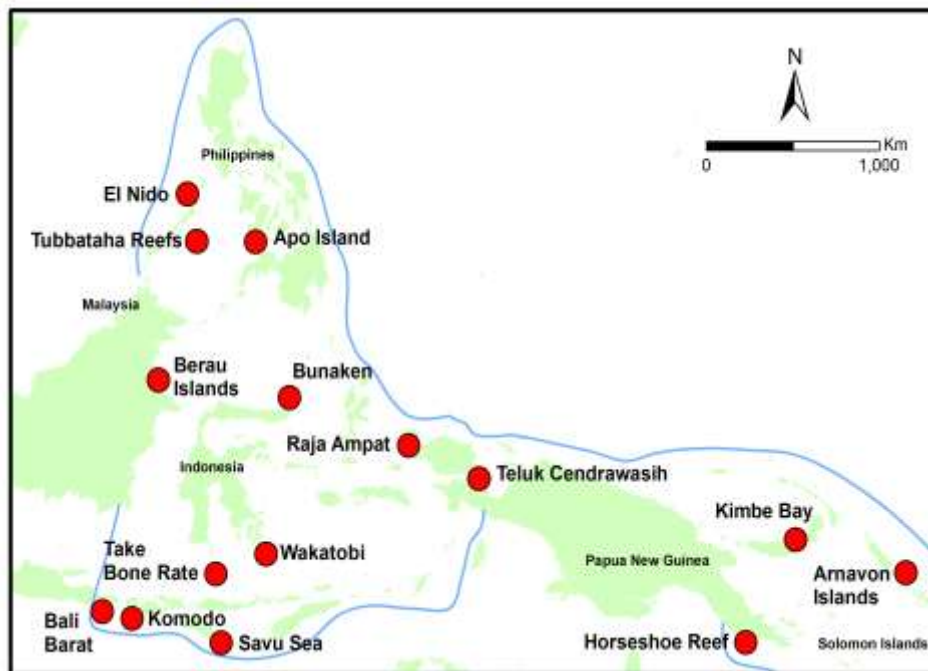 N
Km
0
1,000
Philippines
El Nido
Tubbataha Reefs
Apo Island
Malaysia
Berau
Islands
Bunaken
Raja Ampat
Indonesia
Teluk Cendrawasih
Kimbe Bay
Take
Bone Rate
Wakatobi
Papua New Guinea
Arnavon
Islands
Bali
Barat
Komodo
Savu Sea
Horseshoe Reef
Solomon Islands